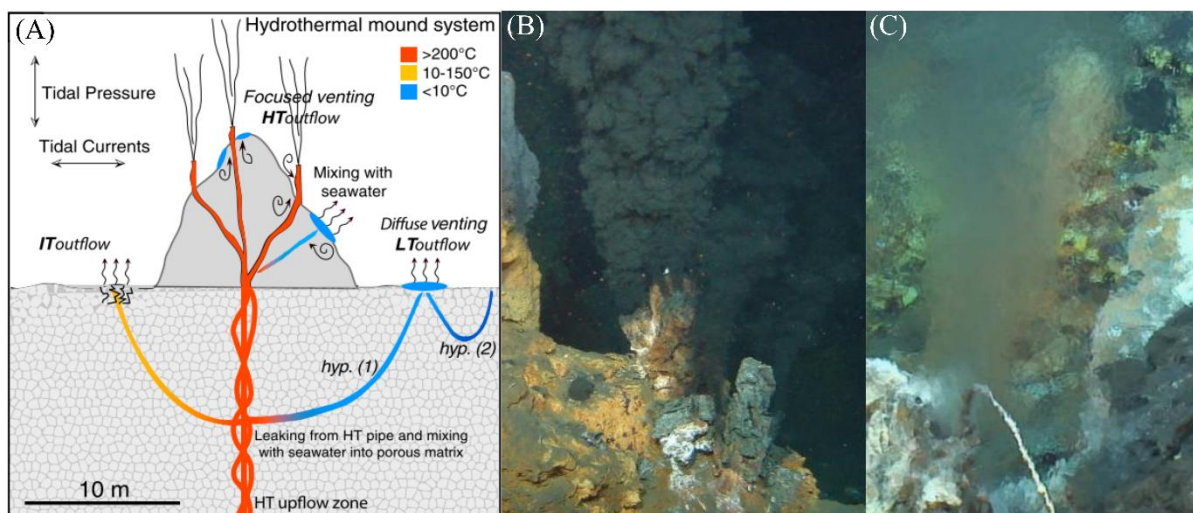 (A)
Hydrothermal mound system
>200°C
10-150°C
<10°C
Tidal Pressure
Tidal Currents
Focused venting
HToutflow
Mixing with
seawater
Diffuse venting
LToutflow
IToutflow
hyp. (1)
hyp. (2)
Leaking from HT pipe and mixing
with seawater into porous matrix
10 m
HT upflow zone
(B)
(C)